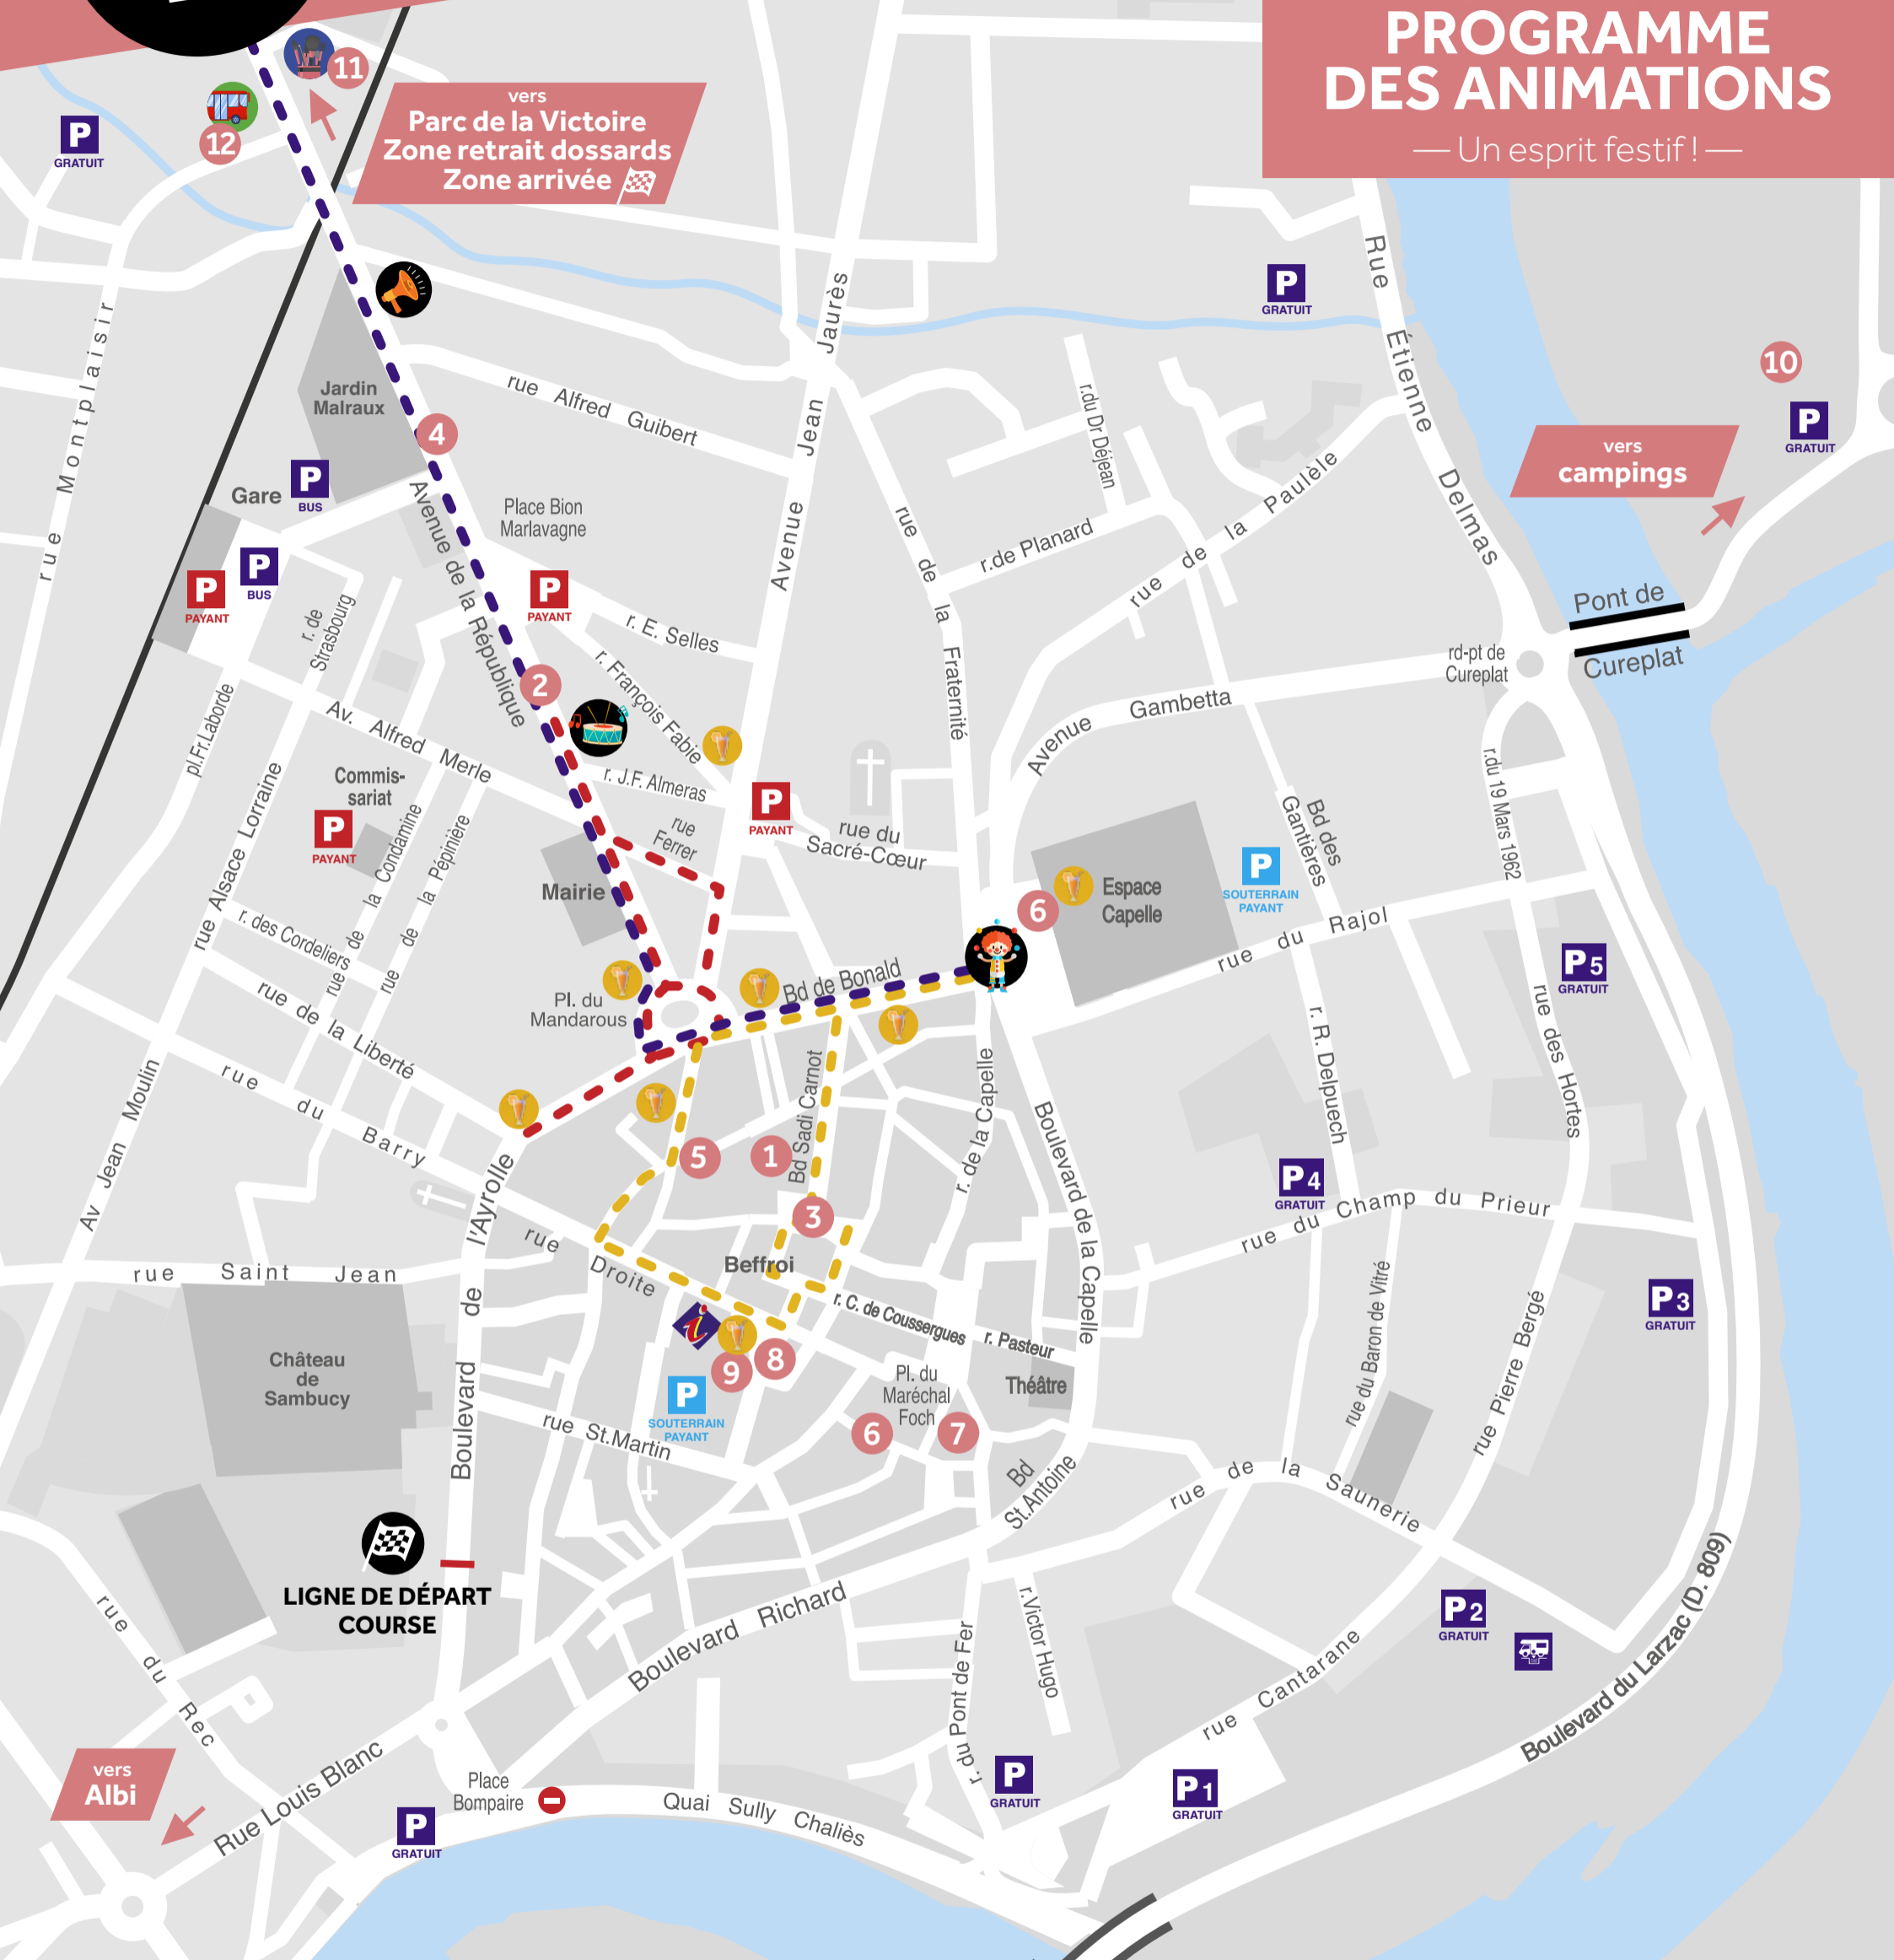 PROGRAMME
DES ANIMATIONS
— Un esprit festif ! —
11
12
P
GRATUIT
vers
Parc de la Victoire
Zone retrait dossards
Zone arrivée
P
GRATUIT
Rue Étienne Delmas
10
P
GRATUIT
vers
campings
rue Montplaisir
Jardin
Malraux
4
rue Alfred Guibert
Avenue Jean Jaurès
r.du Dr Déjean
Gare
P
BUS
P
BUS
P
PAYANT
Place Bion
Marlavagne
P
PAYANT
Avenue de la République
rue de la Fraternité
r.de Planard
rue de la Paulèle
Pont de
Cureplat
rd-pt de
Cureplat
r. de
Strasbourg
r. E. Selles
r. François Fabie
2
pl.Fr.Laborde
Av. Alfred Merle
r. J.F. Almeras
Avenue Gambetta
r.du 19 Mars 1962
Commis-
sariat
P
PAYANT
P
PAYANT
rue
Ferrer
rue du
Sacré-Cœur
Bd des
Gantières
rue Alsace Lorraine
rue de la Condamine
rue de la Pépinière
Mairie
6
Espace
Capelle
P
SOUTERRAIN
PAYANT
r. des Cordeliers
rue du Rajol
P5
GRATUIT
rue de la Liberté
Pl. du
Mandarous
Bd de Bonald
rue des Hortes
r. R. Delpuech
Av Jean Moulin
rue du Barry
Bd Sadi Carnot
r. de la Capelle
Boulevard de la Capelle
5
1
3
P4
GRATUIT
rue du Champ du Prieur
rue Droite
Beffroi
rue Saint Jean
Boulevard de l'Ayrolle
r. C. de Coussergues
r. Pasteur
rue du Baron de Vitré
rue Pierre Bergé
P3
GRATUIT
i
9
8
Château
de
Sambucy
P
SOUTERRAIN
PAYANT
Pl. du
Maréchal
Foch
Théâtre
6
7
rue St.Martin
Bd
St.Antoine
rue de la Saunerie
LIGNE DE DÉPART
COURSE
Boulevard Richard
r. du Pont de Fer
r.Victor Hugo
P2
GRATUIT
rue Cantarane
Boulevard du Larzac (D. 809)
rue du Rec
vers
Albi
Rue Louis Blanc
Place
Bompaire
P
GRATUIT
Quai Sully Chaliès
P
GRATUIT
P1
GRATUIT